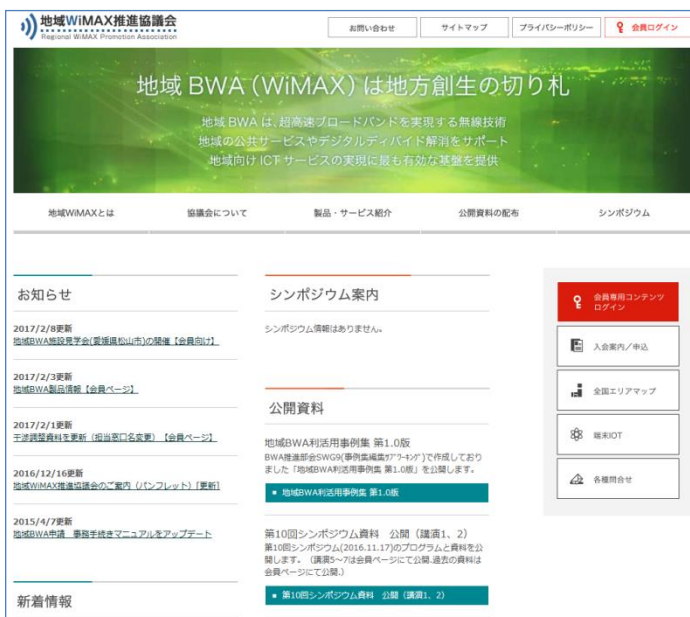 地域WiMAX推進協議会
Regional WiMAX Promotion Association
お問い合わせ
サイトマップ
プライバシーポリシー
会員ログイン
地域 BWA (WiMAX) は地方創生の切り札
地域 BWA は、超高速ブロードバンドを実現する無線技術
地域の公共サービスやデジタルディバイド解消をサポート
地域向け ICT サービスの実現に最も有効な基盤を提供
地域WiMAXとは
協議会について
製品・サービス紹介
公開資料の配布
シンポジウム
お知らせ
2017/2/8更新
地域BWA施設見学会(愛媛県松山市)の開催【会員向け】
2017/2/3更新
地域BWA製品情報【会員ページ】
2017/2/1更新
干渉調整資料を更新（担当窓口名変更）【会員ページ】
2016/12/16更新
地域WiMAX推進協議会のご案内（パンフレット）「更新」
2015/4/7更新
地域BWA申請　事務手続きマニュアルをアップデート
新着情報
シンポジウム案内
シンポジウム情報はありません。
公開資料
地域BWA利活用事例集 第1.0版
BWA推進部会SWG9(事例集編集ｻﾌﾞﾜｰｷﾝｸﾞ)で作成しており
ました「地域BWA利活用事例集 第1.0版」を公開します。
地域BWA利活用事例集 第1.0版
第10回シンポジウム資料　公開（講演1、2）
第10回シンポジウム(2016.11.17)のプログラムと資料を公
開します。（講演5～7は会員ページにて公開.過去の資料は
会員ページにて公開.）
第10回シンポジウム資料　公開（講演1、2）
会員専用コンテンツ
ログイン
入会案内／申込
全国エリアマップ
端末IOT
各種問合せ